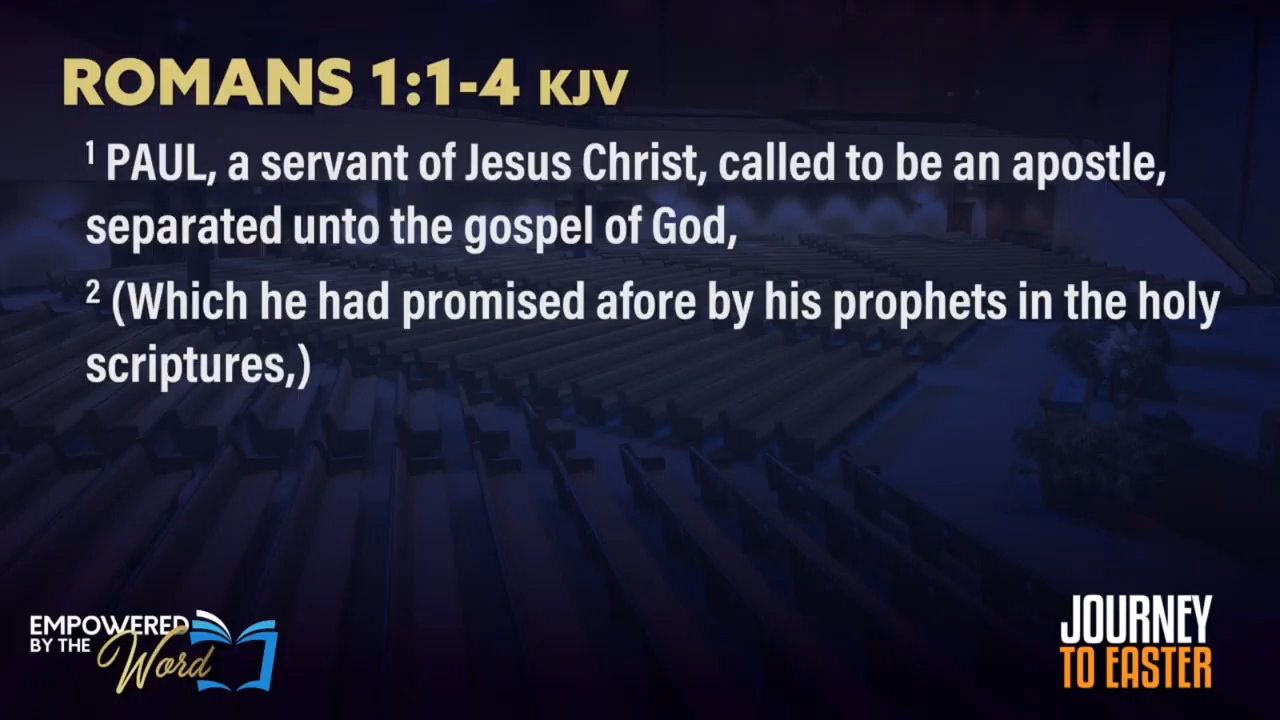 ROMANS 1:1-4 KJV
1 PAUL, a servant of Jesus Christ, called to be an apostle,
separated unto the gospel of God,
2 (Which he had promised afore by his prophets in the holy
scriptures,)
EMPOWERED
BY THE
Word
JOURNEY
TO EASTER